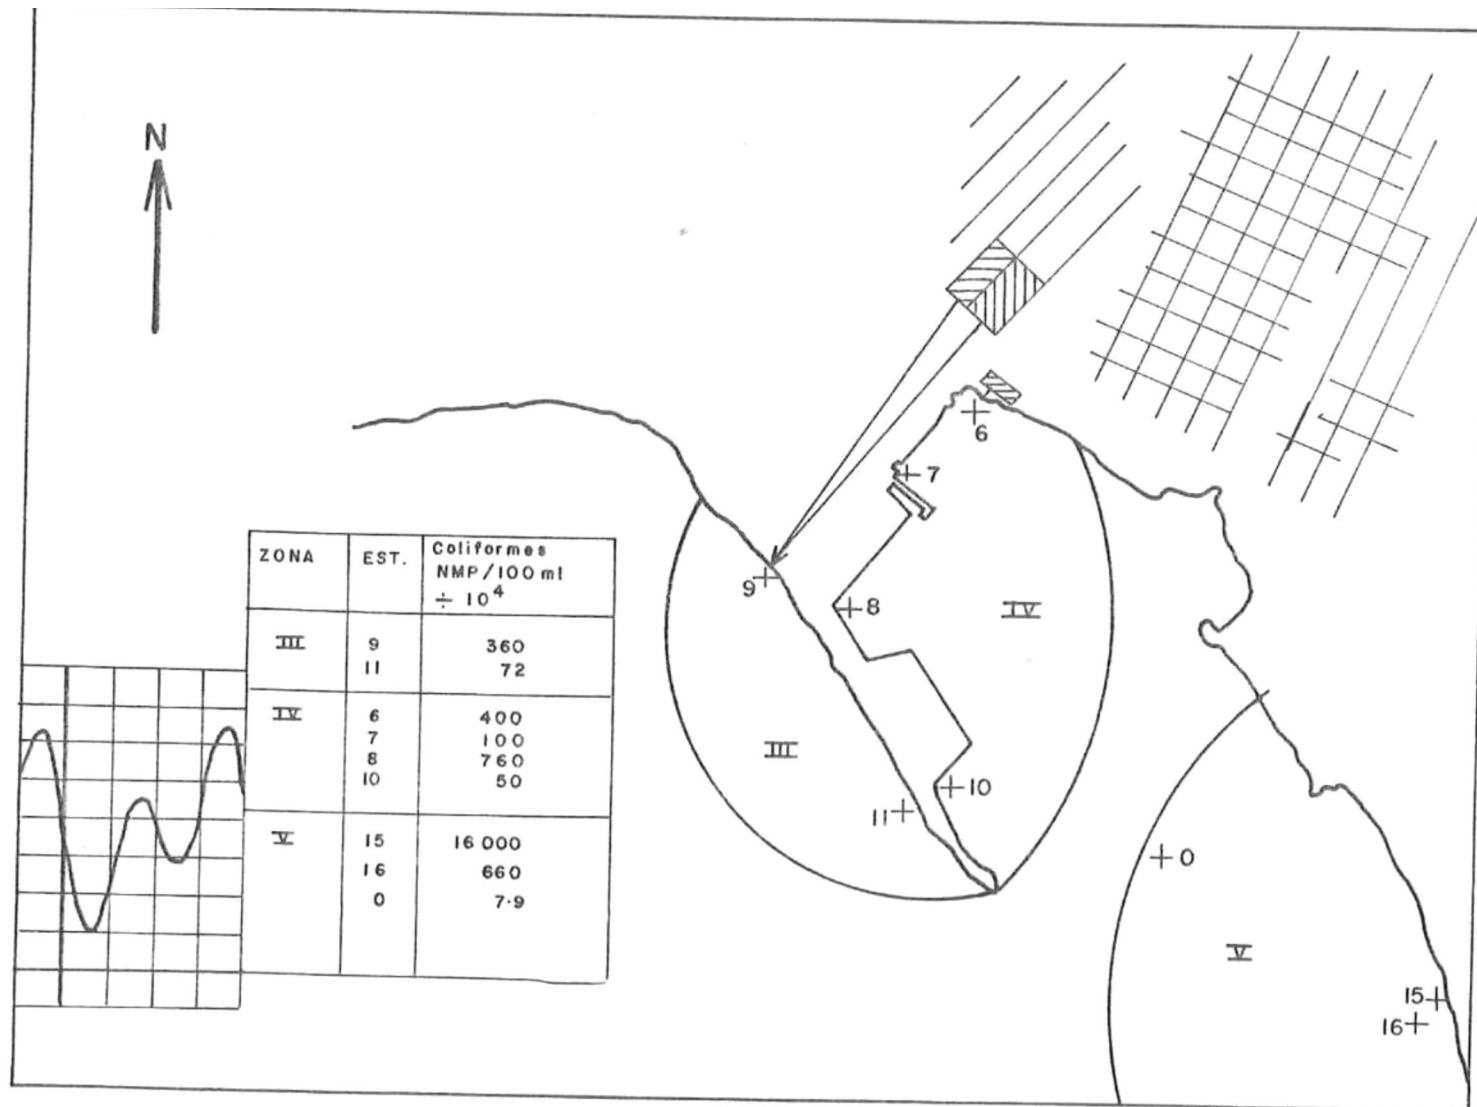 N
6
7
9
8
IV
III
10
11
0
V
15
16
ZONA EST. Coliformes
NMP/100 ml
÷ 10⁴
III 9 360
11 72
IV 6 400
7 100
8 760
10 50
V 15 16 000
16 660
0 7·9